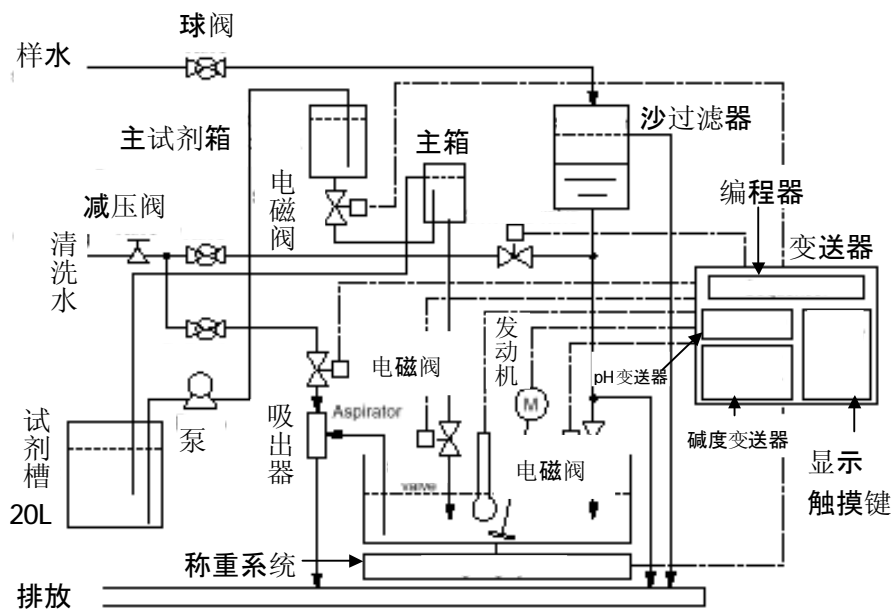 球阀
样水
主试剂箱
主箱
沙过滤器
电磁阀
减压阀
清洗水
编程器
变送器
电磁阀
发动机
pH变送器
M
Aspirator
吸出器
泵
试剂槽
20L
电磁阀
valve
碱度变送器
显示
触摸键
称重系统
排放